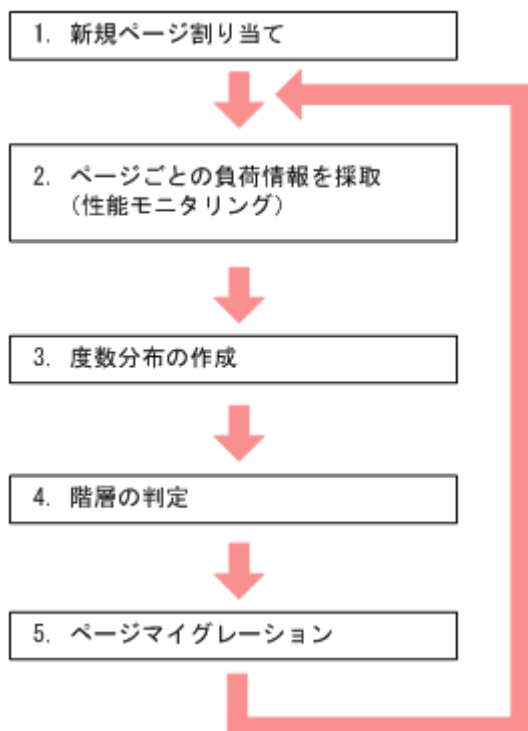 1. 新規ページ割り当て
2. ページごとの負荷情報を採取
(性能モニタリング)
3. 度数分布の作成
4. 階層の判定
5. ページマイグレーション